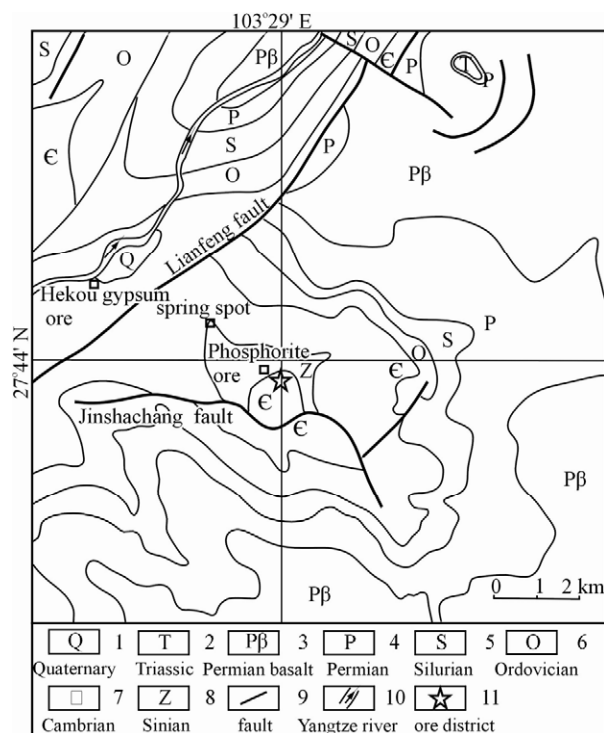 103°29' E
S
O
Pβ
S
O
Є
P
T
P
P
Є
S
O
P
Pβ
Q
Lianfeng fault
Hekou gypsum
ore
spring spot
P
S
O
27°44' N
Phosphorite
ore
Z
Є
Є
Jinshachang fault
Є
Pβ
Pβ
0 1 2 km
Q 1 T 2 Pβ 3 P 4 S 5 O 6
Quaternary Triassic Permian basalt Permian Silurian Ordovician
□ 7 Z 8 9 10 11
Cambrian Sinian fault Yangtze river ore district